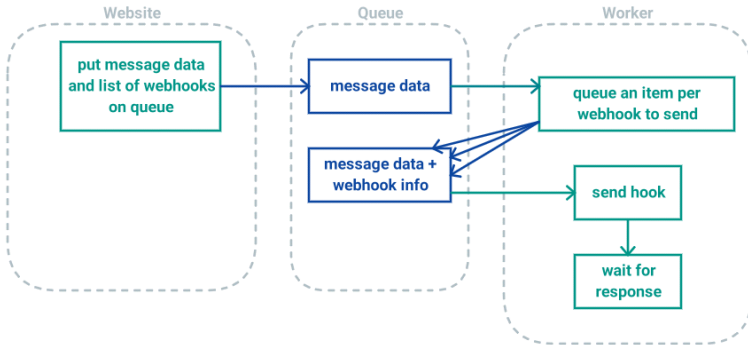 Website
Queue
Worker
put message data
and list of webhooks
on queue
message data
queue an item per
webhook to send
message data +
webhook info
send hook
wait for
response